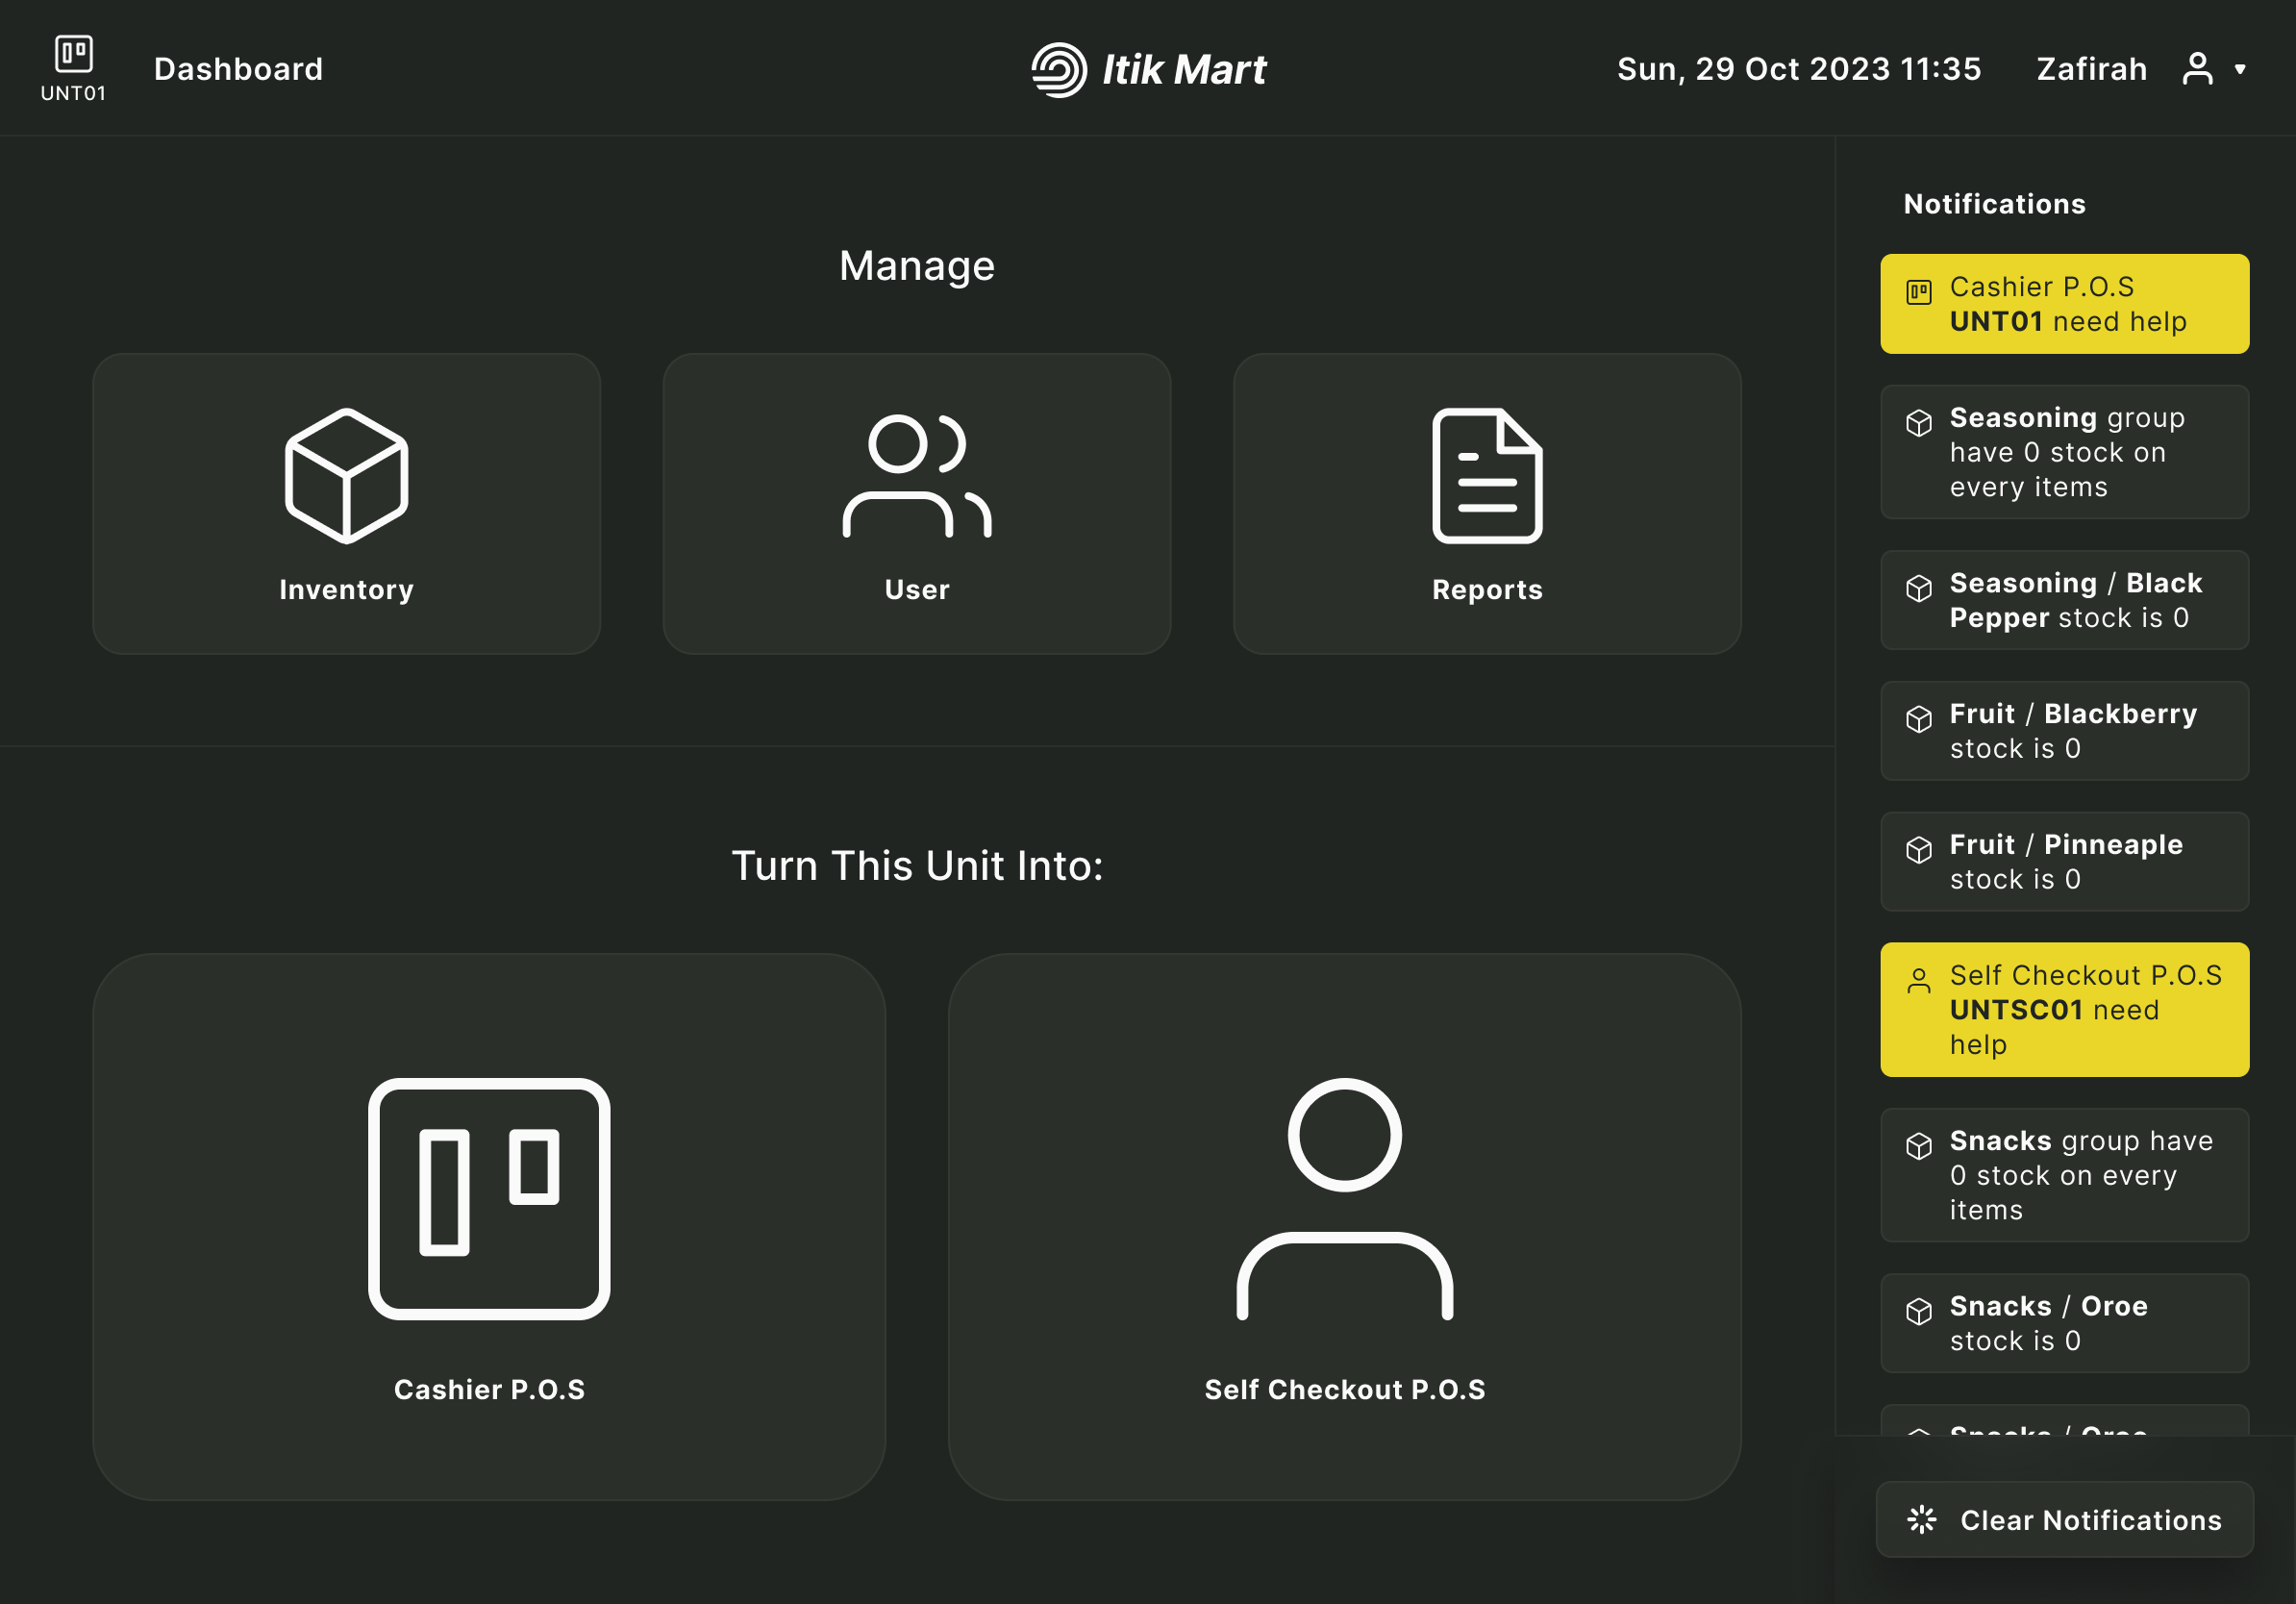 UNT01
Dashboard
Itik Mart
Sun, 29 Oct 2023 11:35
Zafirah
Manage
Inventory
User
Reports
Turn This Unit Into:
Cashier P.O.S
Self Checkout P.O.S
Notifications
Cashier P.O.S
UNT01 need help
Seasoning group
have 0 stock on
every items
Seasoning / Black
Pepper stock is 0
Fruit / Blackberry
stock is 0
Fruit / Pinneaple
stock is 0
Self Checkout P.O.S
UNTSC01 need
help
Snacks group have
0 stock on every
items
Snacks / Oroe
stock is 0
Snacks / Oroe
Clear Notifications